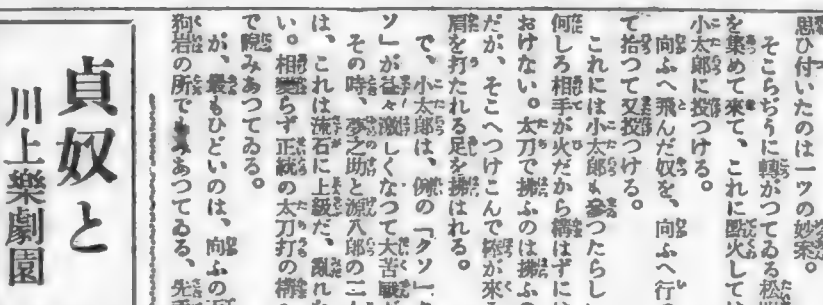 思ひ付いたのは一ツの妙案。
そこらぢうに轉がつてゐる松
を集めて來て、これに點火しては
小太郎に投つける。
向ふへ飛んだ奴を、向ふへ行
て拾つて又投つける。
これには小太郎も參つたらし
何しろ相手が火だから構はずに
おけない。太刀で拂ふのは拂ふ
だが、そこへつけこんで棒が來る
肩を打たれる足を拂はれる。
で、小太郎は、例の「クソ」
ソ」が益々激しくなつて大苦戰
その時、夢之助と源八郎の二人
は、これは流石に上級だ、亂れ
い。相變らず正統の太刀打の構
で睨みあつてゐる。
が、最もひどいのは、向ふの
狗岩の所で あつてゐる、先
貞奴と
川上樂劇園